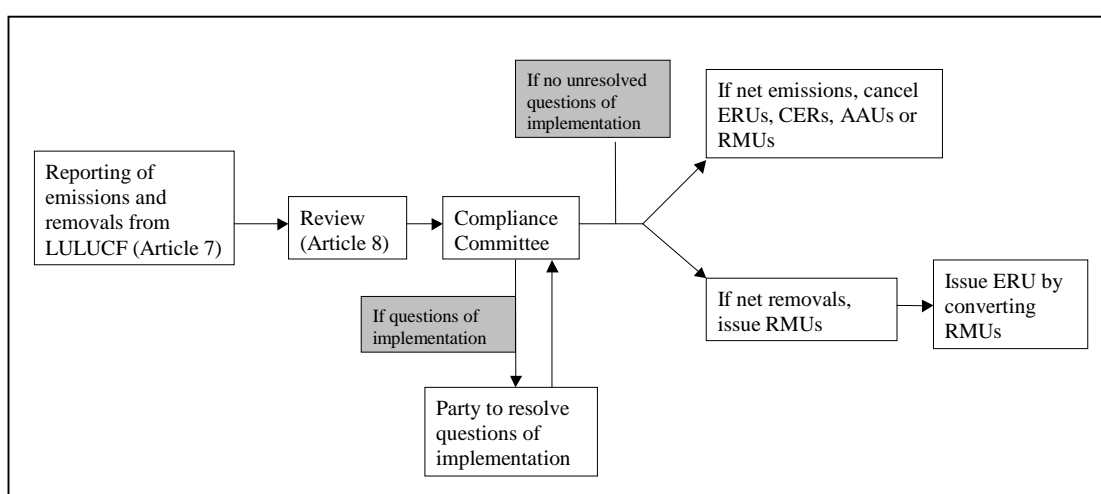 Reporting of
emissions and
removals from
LULUCF (Article 7)
Review
(Article 8)
Compliance
Committee
If no unresolved
questions of
implementation
If questions of
implementation
Party to resolve
questions of
implementation
If net emissions, cancel
ERUs, CERs, AAUs or
RMUs
If net removals,
issue RMUs
Issue ERU by
converting
RMUs